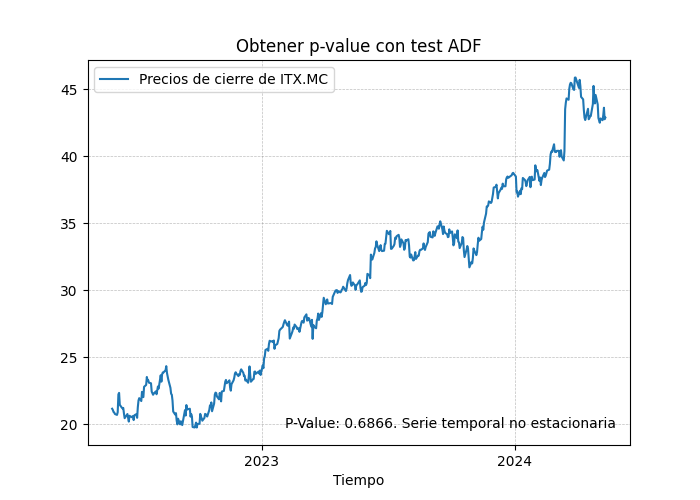 Obtener p-value con test ADF
Precios de cierre de ITX.MC
45
40
35
30
25
20
P-Value: 0.6866. Serie temporal no estacionaria
2023
2024
Tiempo